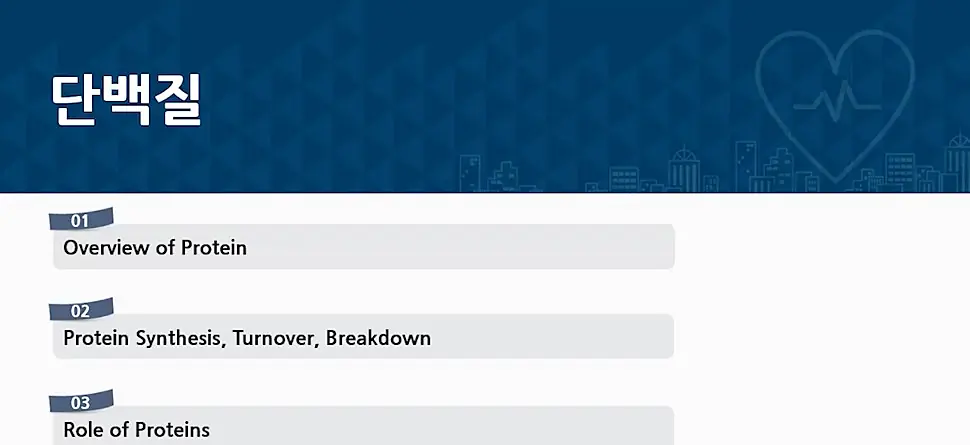 단백질
01
Overview of Protein
02
Protein Synthesis, Turnover, Breakdown
03
Role of Proteins